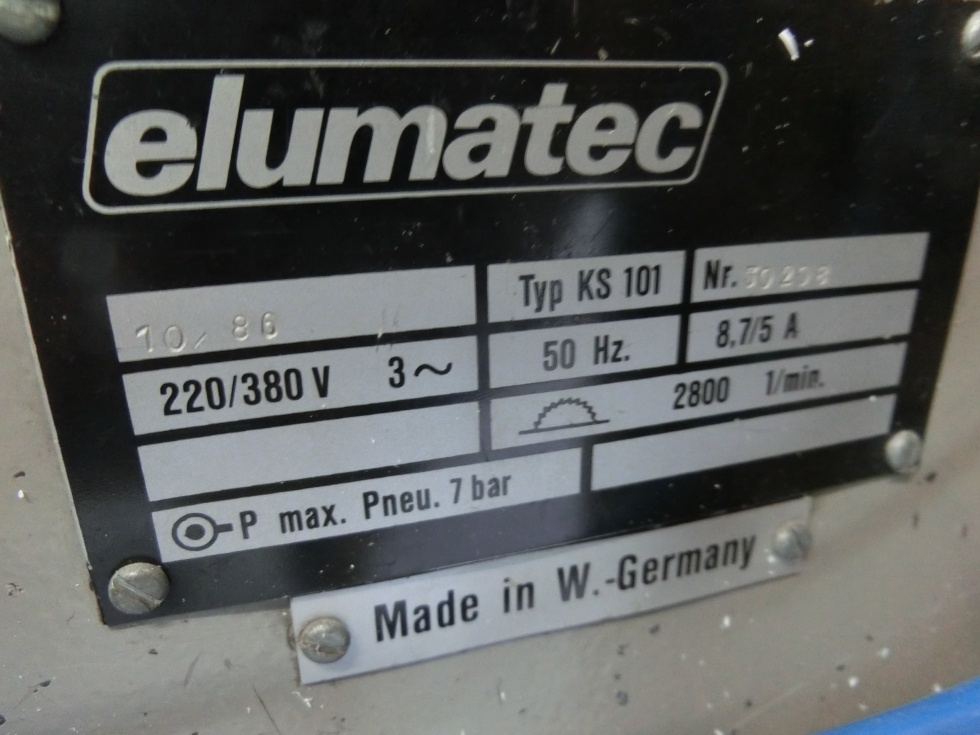 elumatec
10/86
Typ KS 101
Nr.
220/380 V 3~
50 Hz.
8,7/5 A
2800 1/min.
P max. Pneu. 7 bar
Made in W.-Germany